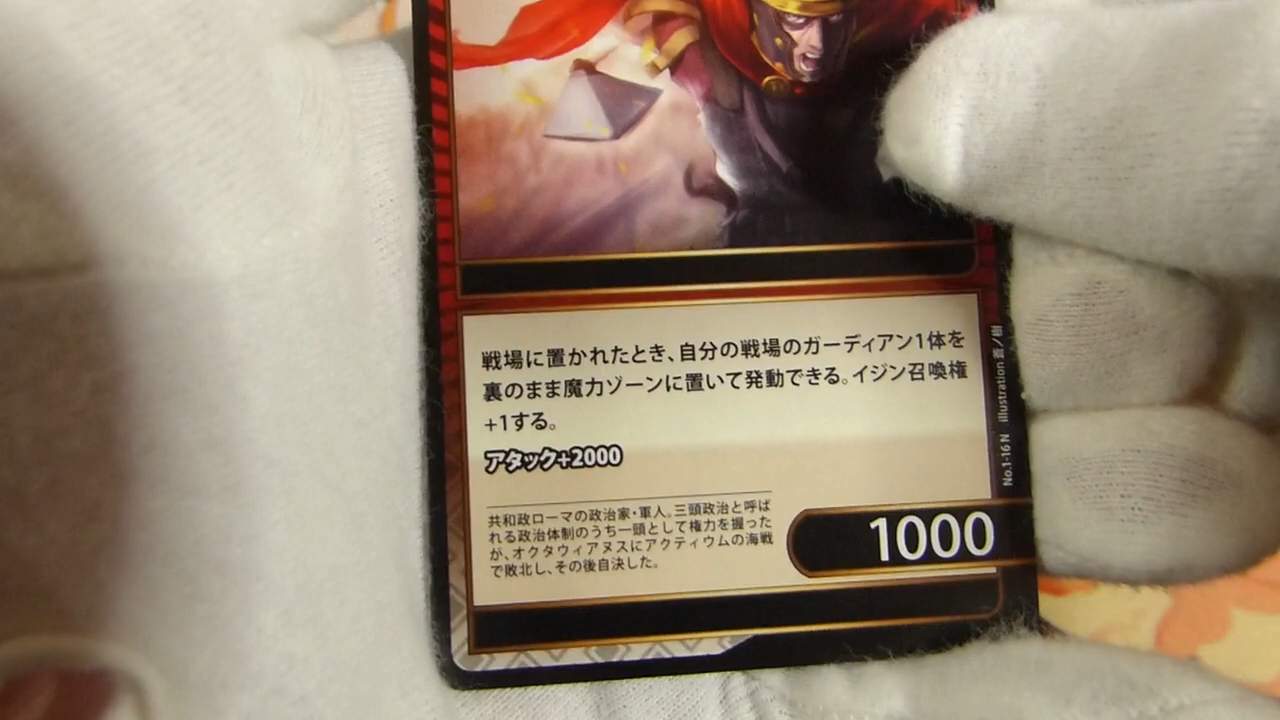 戦場に置かれたとき、自分の戦場のガーディアン1体を
裏のまま魔力ゾーンに置いて発動できる。イジン召喚権
+1する。
アタック+2000
共和政ローマの政治家・軍人。三頭政治と呼ば
れる政治体制のうち一頭として権力を握った
が、オクタウィアヌスにアクティウムの海戦
で敗北し、その後自決した。
1000
No.1-16 N illustration 蒼ノ樹